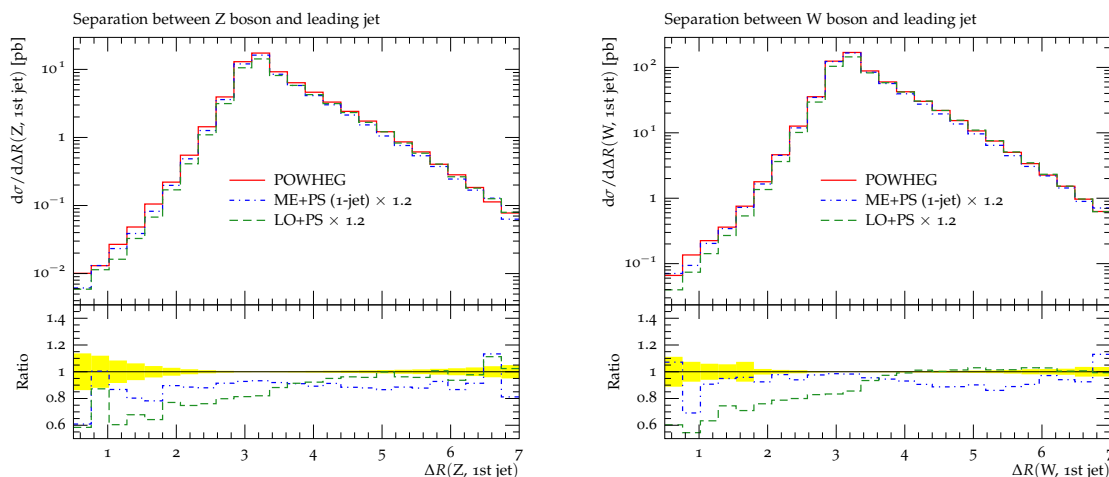 Separation between Z boson and leading jet
dσ/dΔR(Z, 1st jet) [pb]
10^1
1
10^−1
10^−2
POWHEG
ME+PS (1-jet) × 1.2
LO+PS × 1.2
Ratio
1.4
1.2
1
0.8
0.6
1 2 3 4 5 6 7
ΔR(Z, 1st jet)
Separation between W boson and leading jet
dσ/dΔR(W, 1st jet) [pb]
10^2
10^1
1
10^−1
POWHEG
ME+PS (1-jet) × 1.2
LO+PS × 1.2
Ratio
1.4
1.2
1
0.8
0.6
1 2 3 4 5 6 7
ΔR(W, 1st jet)